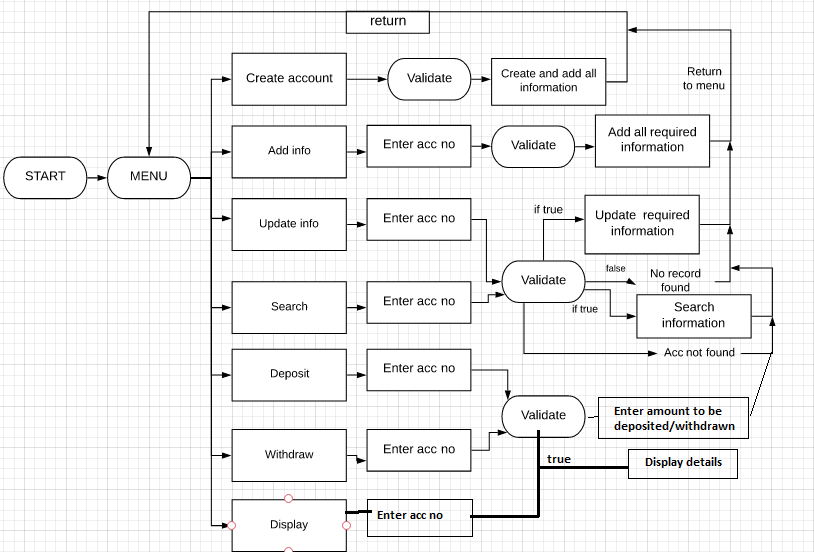 return
Create account
Validate
Create and add all
information
Return
to menu
Add info
Enter acc no
Validate
Add all required
information
START
MENU
Update info
Enter acc no
if true
Update required
information
Validate
false
No record
found
Search
Enter acc no
if true
Search
information
Acc not found
Deposit
Enter acc no
Validate
Enter amount to be
deposited/withdrawn
Withdraw
Enter acc no
true
Display details
Display
Enter acc no